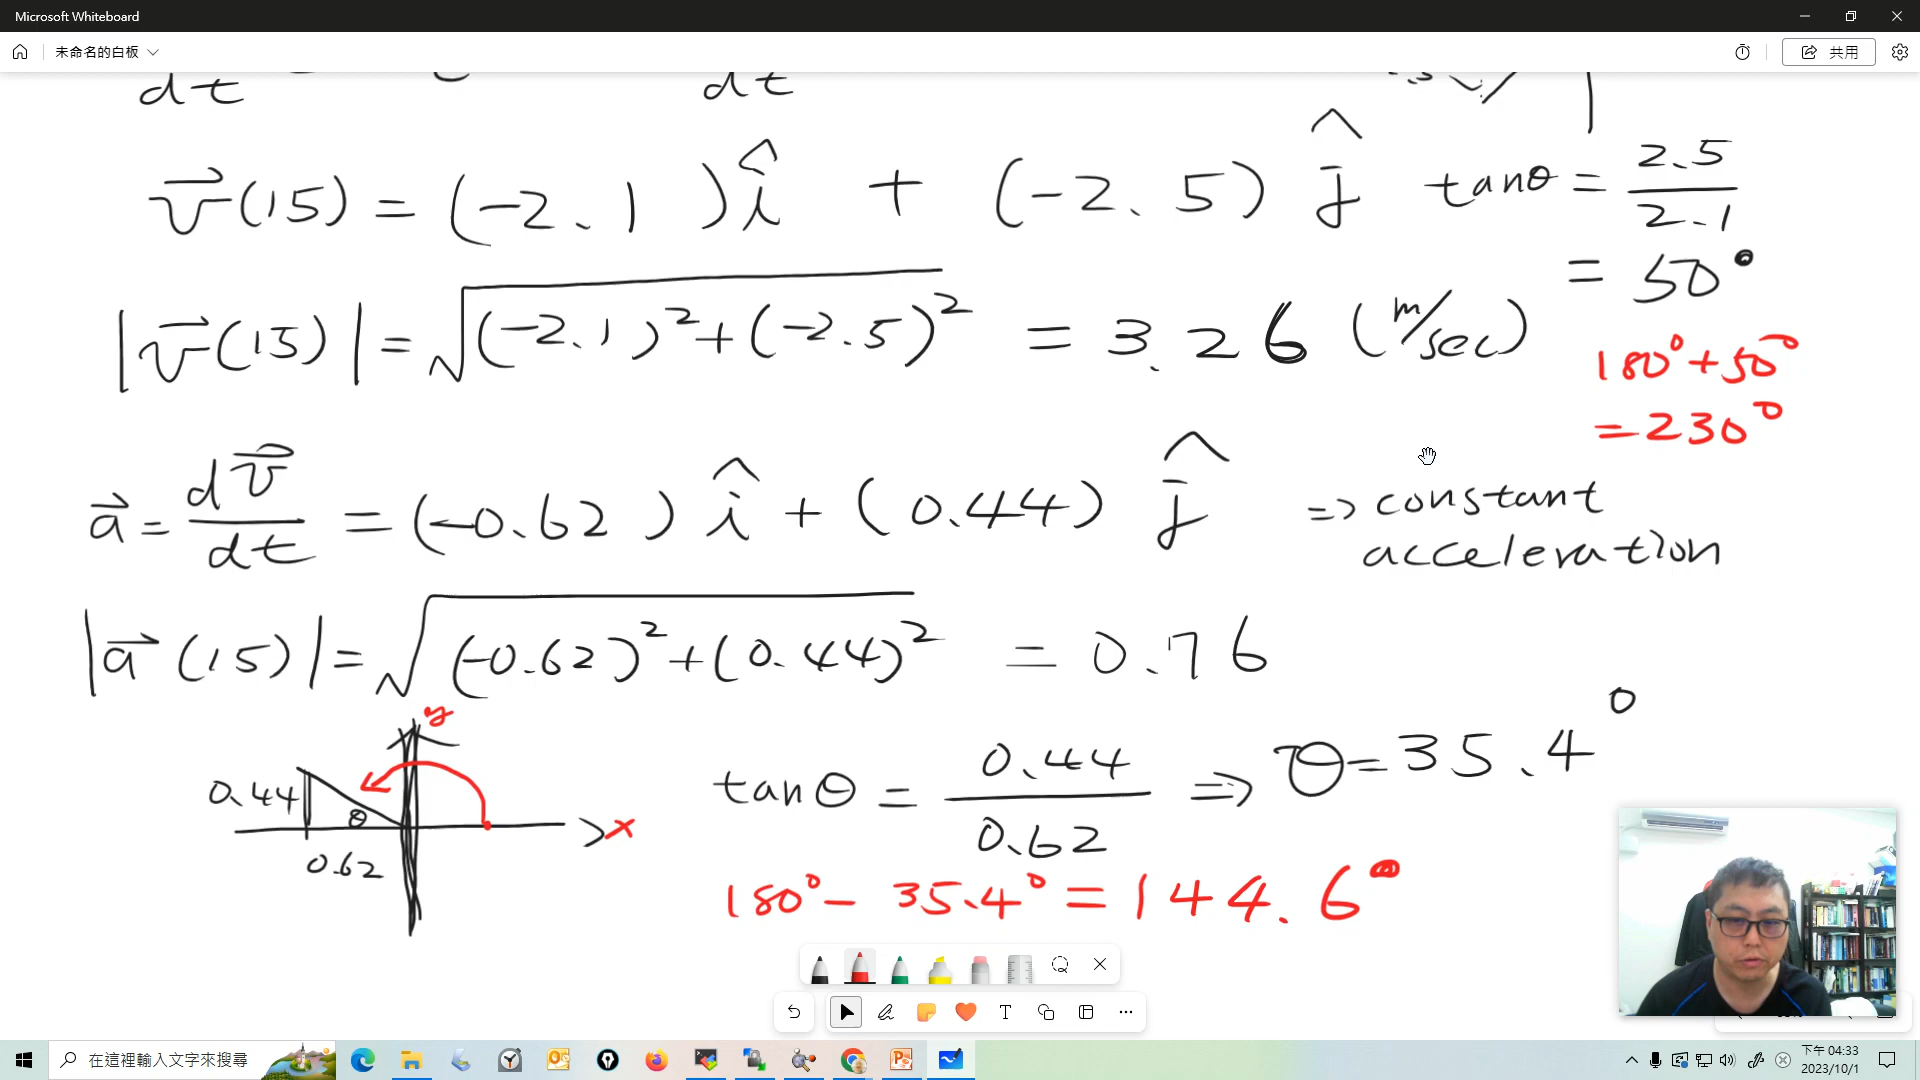 Microsoft Whiteboard
未命名的白板
共用
dt
dt
v⃗(15) = (-2.1)î + (-2.5)ĵ
tanθ = 2.5/2.1
= 50°
|v⃗(15)| = √((-2.1)²+(-2.5)²) = 3.26 (m/sec)
180°+50°
=230°
a⃗ = dv⃗/dt = (-0.62)î + (0.44)ĵ ⇒ constant
acceleration
|a⃗(15)| = √((-0.62)²+(0.44)²) = 0.76
y
0.44
θ
x
0.62
tanθ = 0.44/0.62 ⇒ θ=35.4°
180°- 35.4° = 144.6°
在這裡輸入文字來搜尋
下午 04:33
2023/10/1